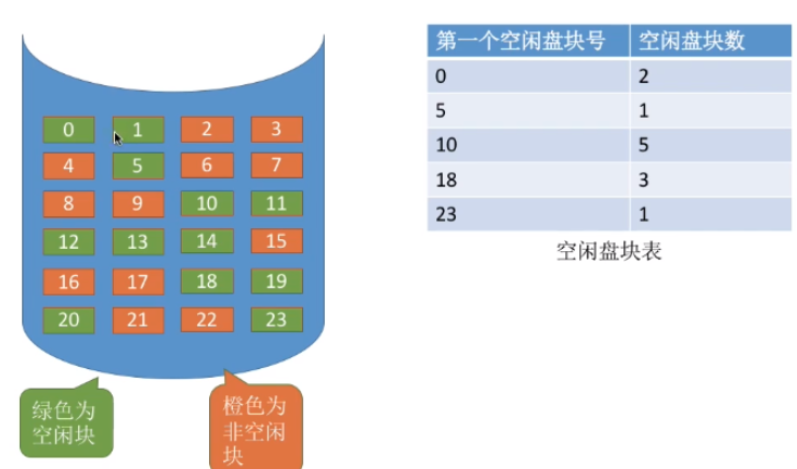 0 1 2 3
4 5 6 7
8 9 10 11
12 13 14 15
16 17 18 19
20 21 22 23
绿色为
空闲块
橙色为
非空闲
块
第一个空闲盘块号 空闲盘块数
0 2
5 1
10 5
18 3
23 1
空闲盘块表